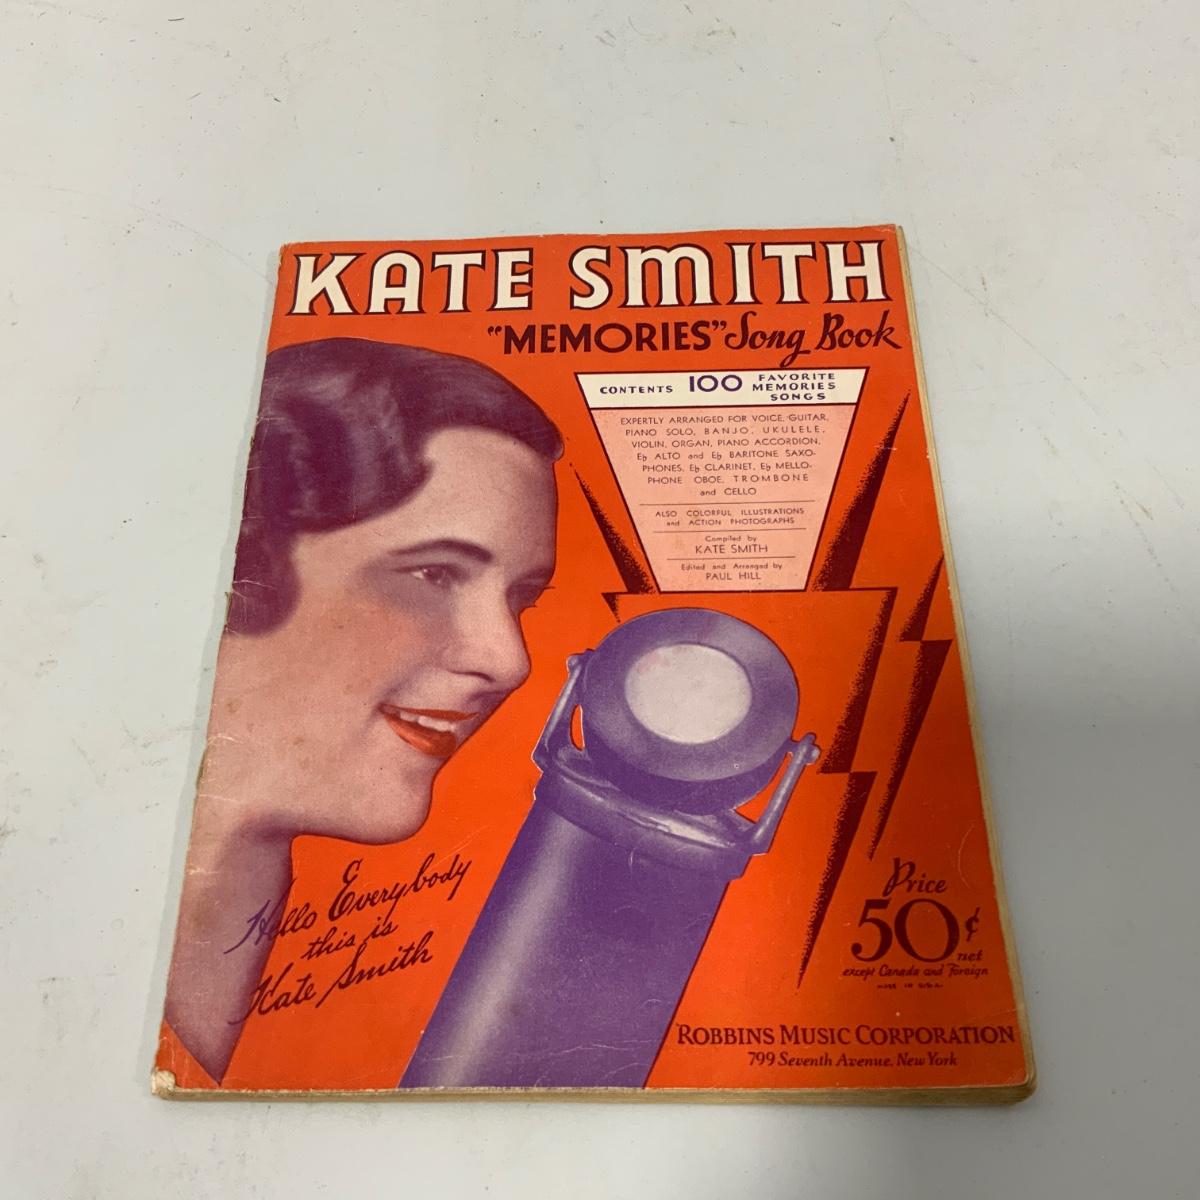 KATE SMITH
"MEMORIES" Song Book
CONTENTS 100 FAVORITE MEMORIES SONGS
EXPERTLY ARRANGED FOR VOICE, GUITAR,
PIANO SOLO, BANJO, UKULELE,
VIOLIN, ORGAN, PIANO ACCORDION,
E♭ ALTO and E♭ BARITONE SAXO-
PHONES, E♭ CLARINET, E♭ MELLO-
PHONE OBOE, TROMBONE
and CELLO
ALSO COLORFUL ILLUSTRATIONS
and ACTION PHOTOGRAPHS
Compiled by
KATE SMITH
Edited and Arranged by
PAUL HILL
Hello Everybody
this is
Kate Smith
Price
50¢
net
except Canada and Foreign
MADE IN U.S.A.
ROBBINS MUSIC CORPORATION
799 Seventh Avenue, New York